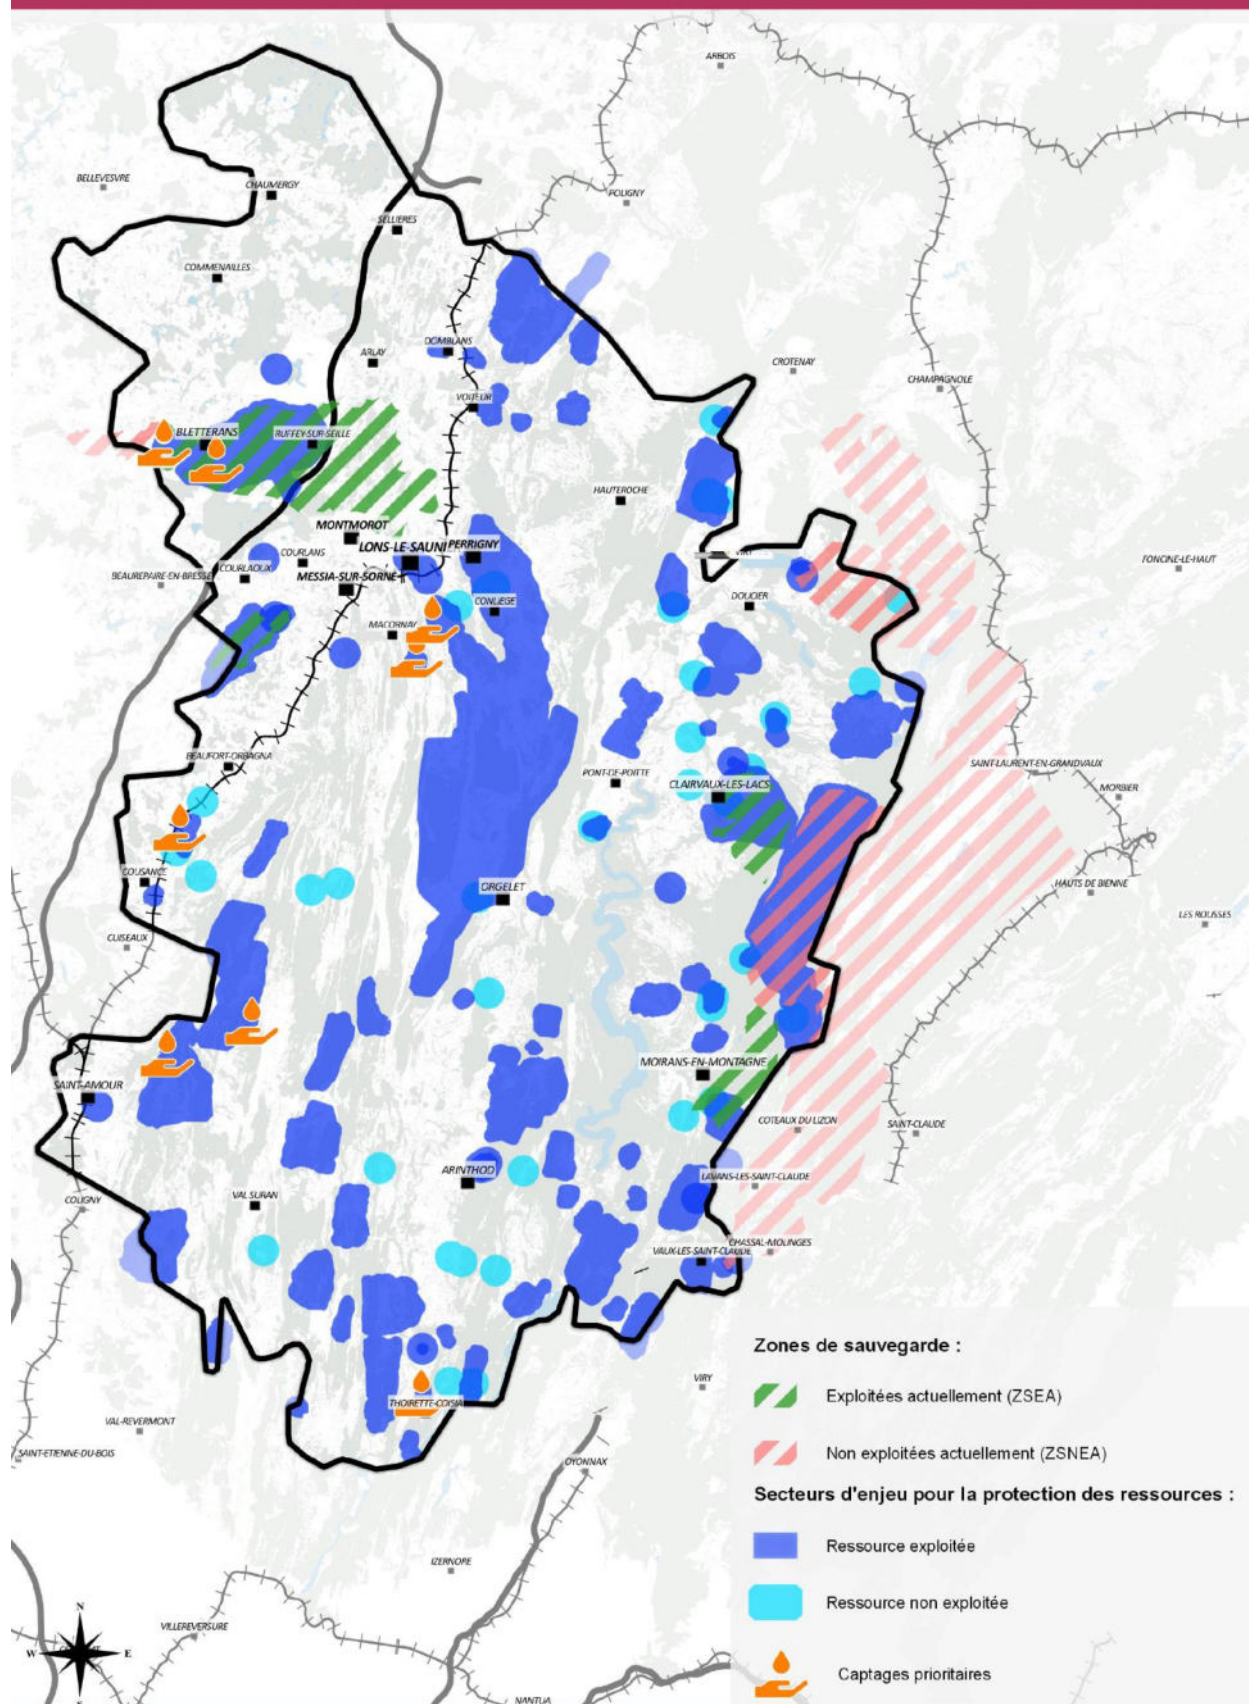 ARBOIS
BELLEVESVRE
CHAUMERGY
POLIGNY
SELLIERES
COMMENAILLES
ARLAY
DOMBLANS
CROTENAY
CHAMPAGNOLE
VOITEUR
BLETTERANS
RUFFEY-SUR-SEILLE
HAUTEROCHE
MONTMOROT
LONS-LE-SAUNI
PERRIGNY
COURLANS
COURLAOUX
BEAUREPAIRE-EN-BRESSE
MESSIA-SUR-SORNE
CONLIEGE
DOUCIER
FONCINE-LE-HAUT
MACORNAY
BEAUFORT-ORBAGNA
PONT-DE-POITTE
CLAIRVAUX-LES-LACS
SAINT-LAURENT-EN-GRANDVAUX
MORBIER
COUSANCE
ORGELET
HAUTS DE BIENNE
LES ROUSSES
CUISEAUX
MOIRANS-EN-MONTAGNE
SAINT-AMOUR
COTEAUX DU LIZON
SAINT-CLAUDE
ARINTHOD
LAVANS-LES-SAINT-CLAUDE
COLIGNY
VAL SURAN
CHASSAL-MOLINGES
VAUX-LES-SAINT-CLAUDE
VIRY
THOIRETTE-COISIA
VAL-REVERMONT
SAINT-ETIENNE-DU-BOIS
OYONNAX
IZERNORE
VILLEREVERSURE
NANTUA
N
W
E
Zones de sauvegarde :
Exploitées actuellement (ZSEA)
Non exploitées actuellement (ZSNEA)
Secteurs d'enjeu pour la protection des ressources :
Ressource exploitée
Ressource non exploitée
Captages prioritaires